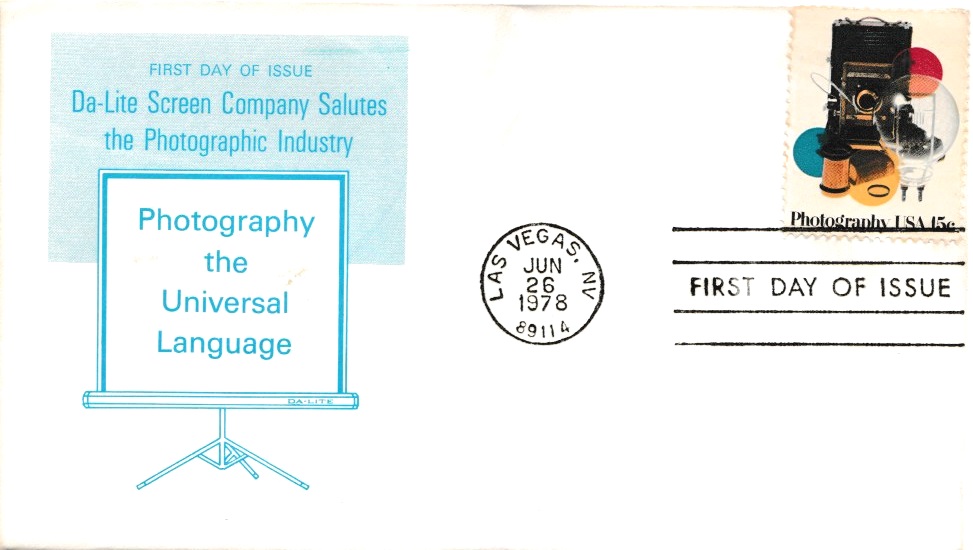 FIRST DAY OF ISSUE
Da-Lite Screen Company Salutes
the Photographic Industry
Photography
the
Universal
Language
DA-LITE
LAS VEGAS, NV
JUN
26
1978
89114
Photography USA 15c
FIRST DAY OF ISSUE